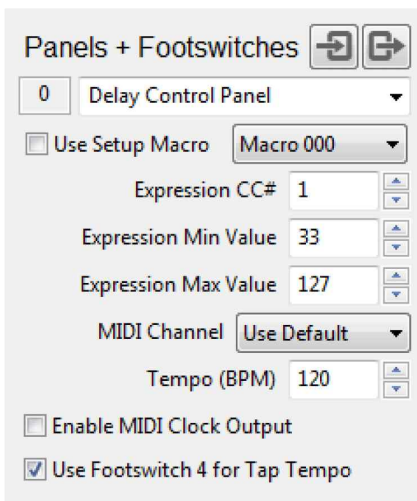 Panels + Footswitches
0 Delay Control Panel
Use Setup Macro Macro 000
Expression CC# 1
Expression Min Value 33
Expression Max Value 127
MIDI Channel Use Default
Tempo (BPM) 120
Enable MIDI Clock Output
Use Footswitch 4 for Tap Tempo